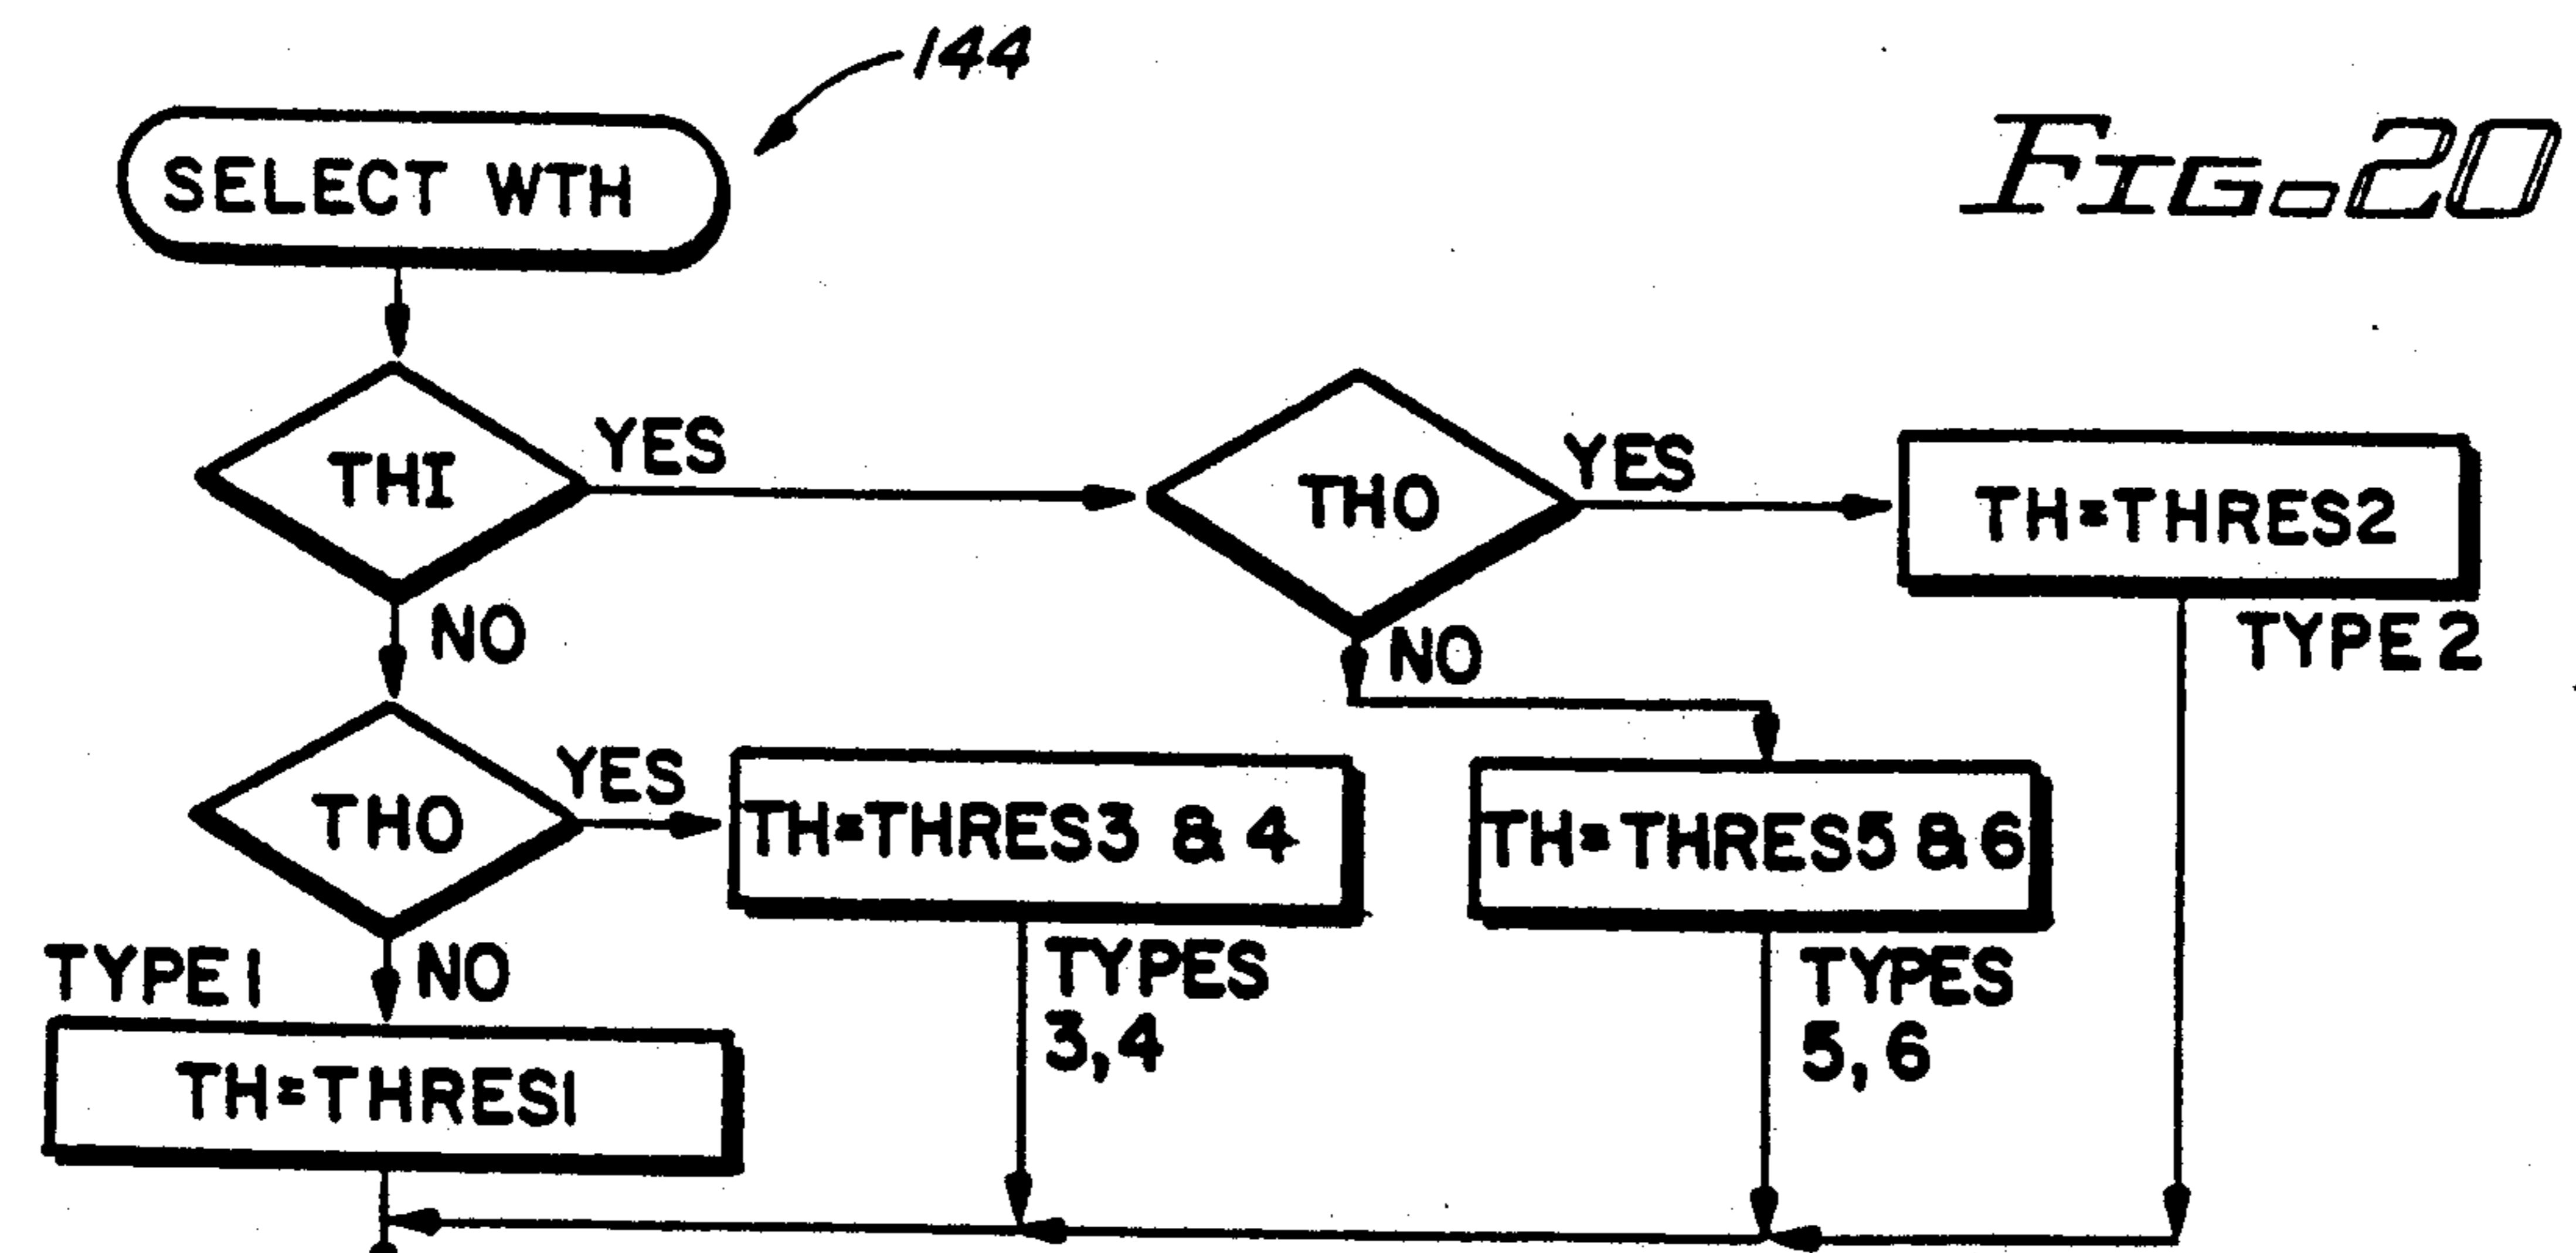 144
SELECT WTH
FIG. 20
THI
YES
THO
YES
TH=THRES2
NO
NO
TYPE 2
THO
YES
TH=THRES3 & 4
TH=THRES5 & 6
TYPE 1
NO
TYPES
3,4
TYPES
5,6
TH=THRES1